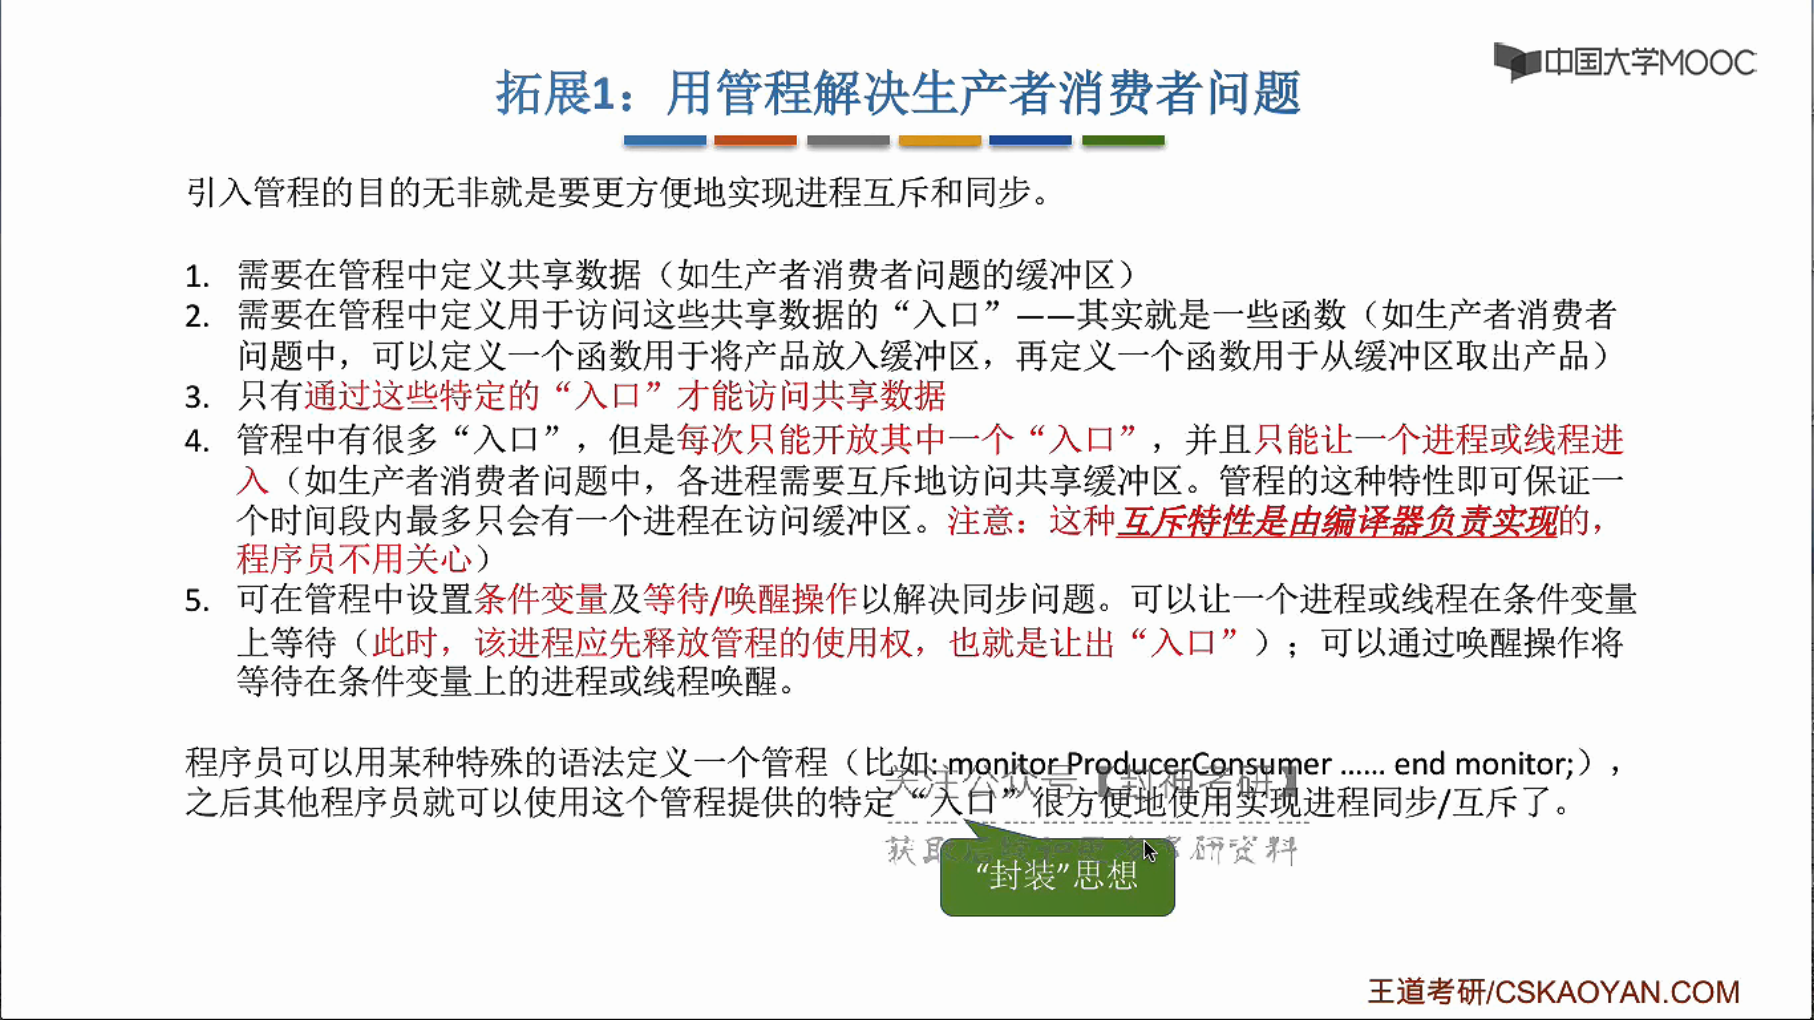 中国大学MOOC
拓展1：用管程解决生产者消费者问题
引入管程的目的无非就是要更方便地实现进程互斥和同步。
1. 需要在管程中定义共享数据（如生产者消费者问题的缓冲区）
2. 需要在管程中定义用于访问这些共享数据的“入口”——其实就是一些函数（如生产者消费者
问题中，可以定义一个函数用于将产品放入缓冲区，再定义一个函数用于从缓冲区取出产品）
3. 只有通过这些特定的“入口”才能访问共享数据
4. 管程中有很多“入口”，但是每次只能开放其中一个“入口”，并且只能让一个进程或线程进
入（如生产者消费者问题中，各进程需要互斥地访问共享缓冲区。管程的这种特性即可保证一
个时间段内最多只会有一个进程在访问缓冲区。注意：这种互斥特性是由编译器负责实现的，
程序员不用关心）
5. 可在管程中设置条件变量及等待/唤醒操作以解决同步问题。可以让一个进程或线程在条件变量
上等待（此时，该进程应先释放管程的使用权，也就是让出“入口”）；可以通过唤醒操作将
等待在条件变量上的进程或线程唤醒。
程序员可以用某种特殊的语法定义一个管程（比如: monitor ProducerConsumer …… end monitor;），
关注公众号【封神考研】
之后其他程序员就可以使用这个管程提供的特定“入口”很方便地使用实现进程同步/互斥了。
获取后续 考研资料
“封装”思想
王道考研/CSKAOYAN.COM